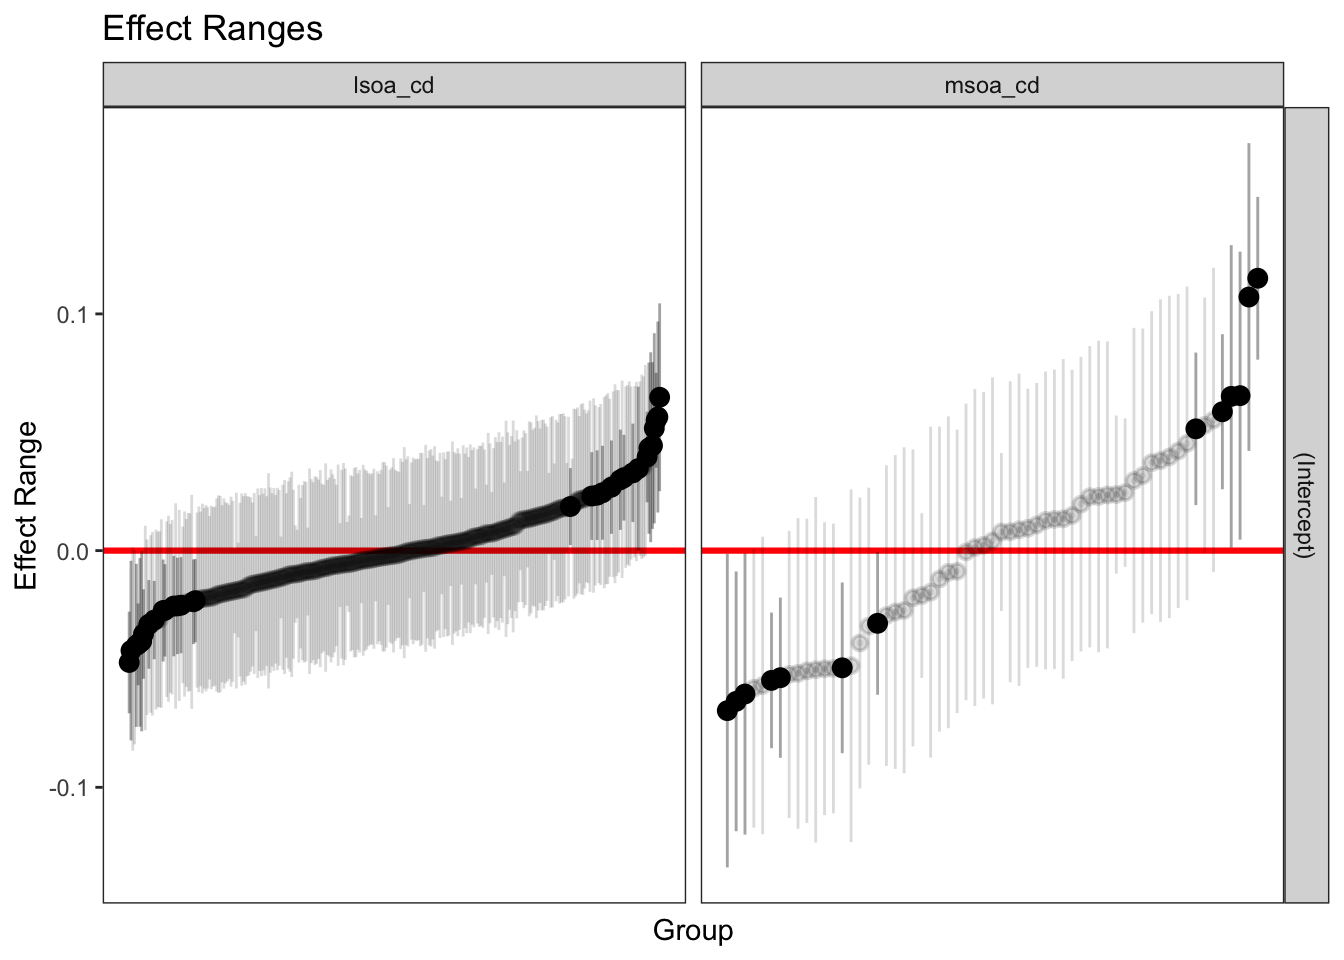 Effect Ranges
lsoa_cd
msoa_cd
0.1
0.0
-0.1
Effect Range
(Intercept)
Group